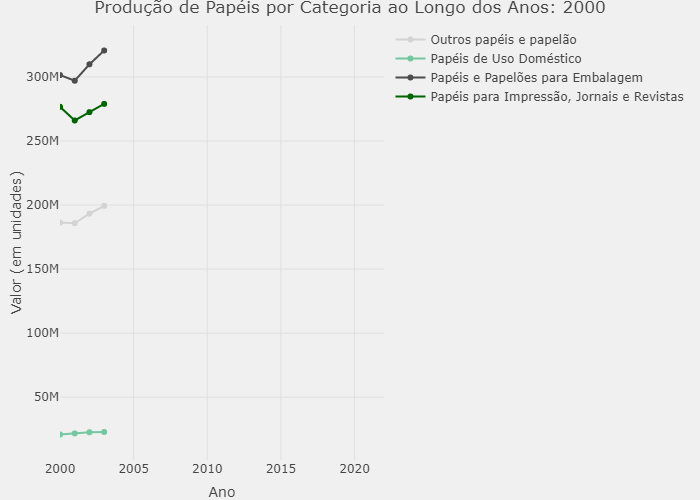 Produção de Papéis por Categoria ao Longo dos Anos: 2000
Outros papéis e papelão
Papéis de Uso Doméstico
Papéis e Papelões para Embalagem
Papéis para Impressão, Jornais e Revistas
Valor (em unidades)
300M
250M
200M
150M
100M
50M
2000 2005 2010 2015 2020
Ano